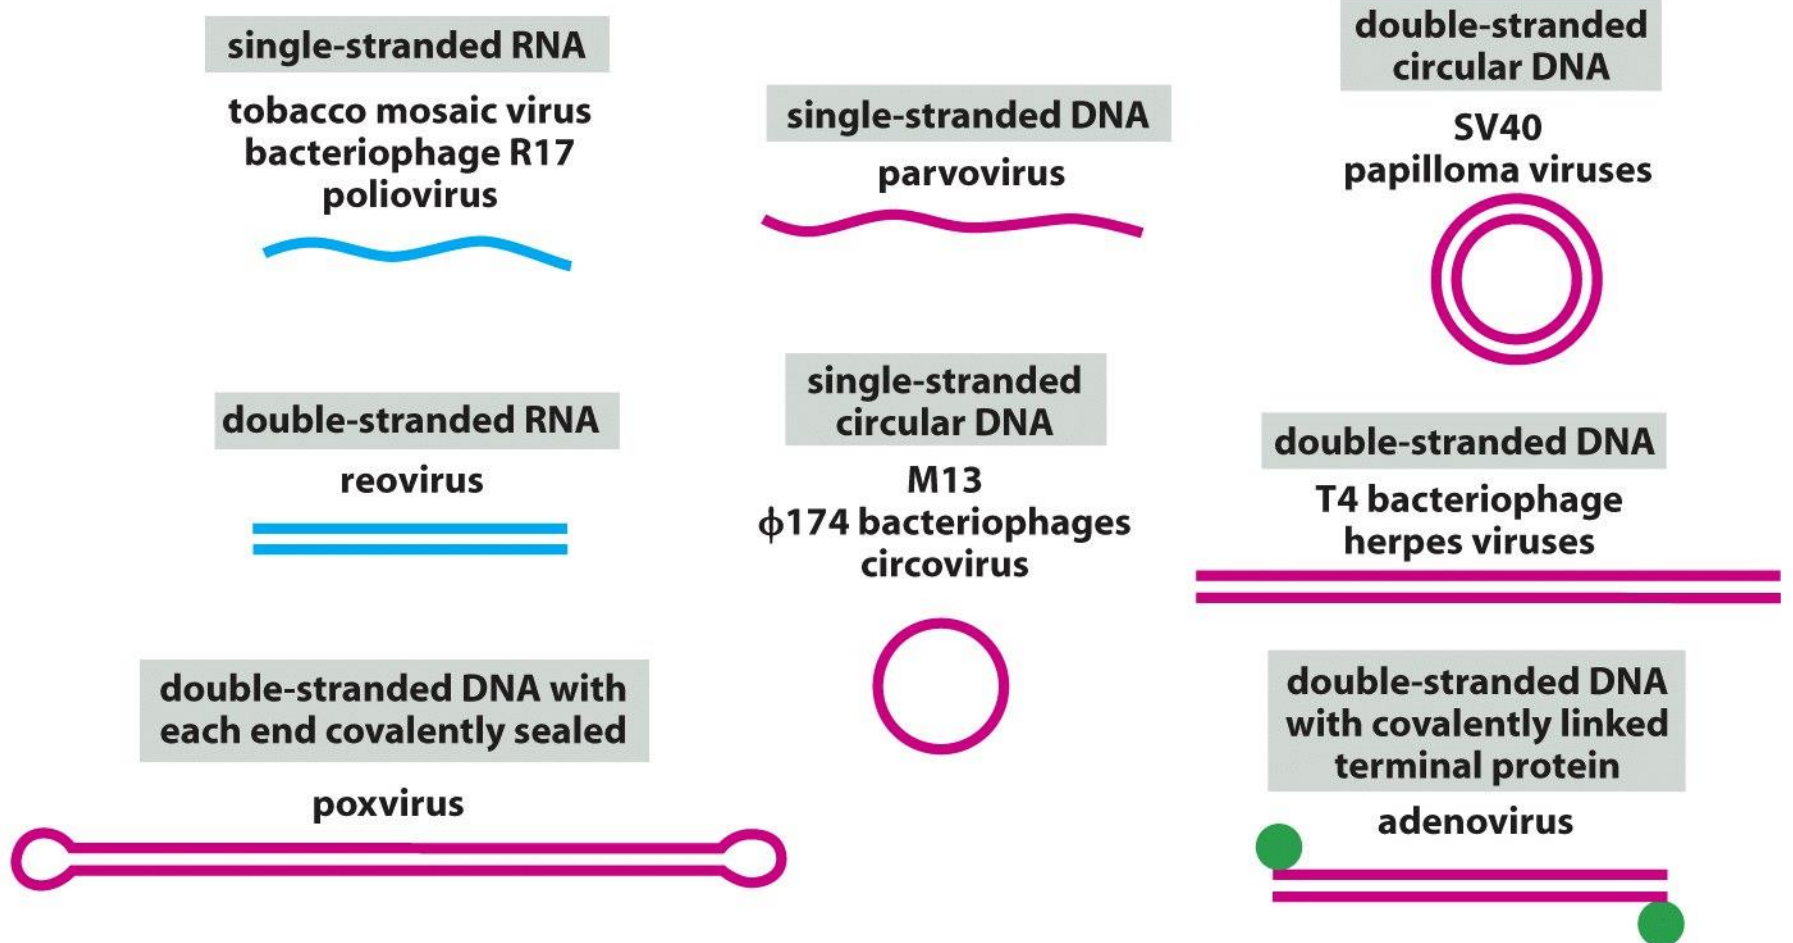 single-stranded RNA
tobacco mosaic virus
bacteriophage R17
poliovirus
single-stranded DNA
parvovirus
double-stranded
circular DNA
SV40
papilloma viruses
double-stranded RNA
reovirus
single-stranded
circular DNA
M13
ϕ174 bacteriophages
circovirus
double-stranded DNA
T4 bacteriophage
herpes viruses
double-stranded DNA with
each end covalently sealed
poxvirus
double-stranded DNA
with covalently linked
terminal protein
adenovirus